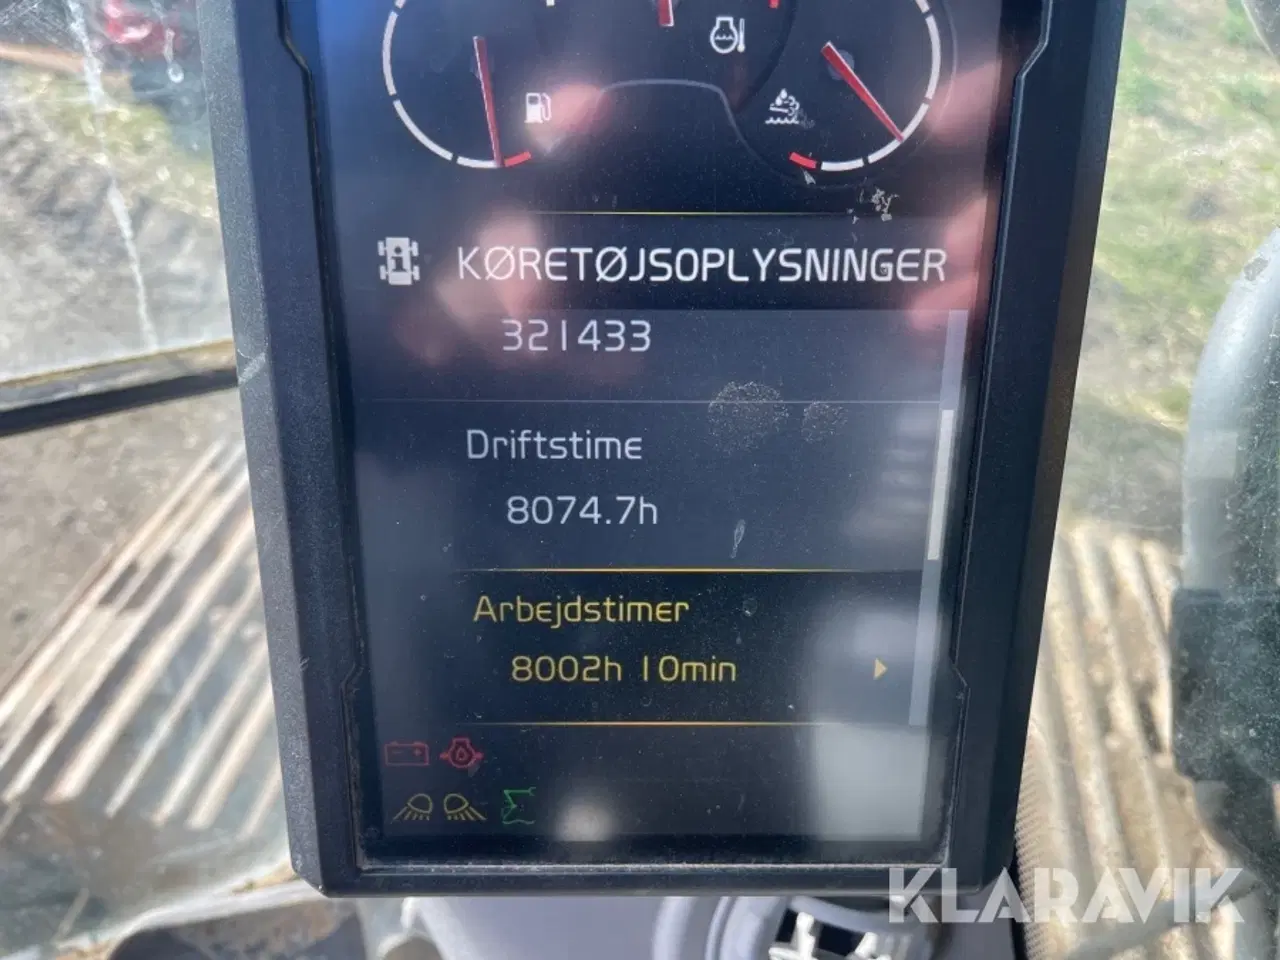 KØRETØJSOPLYSNINGER
321433
Driftstime
8074.7h
Arbejdstimer
8002h 10min
KLARAVIK